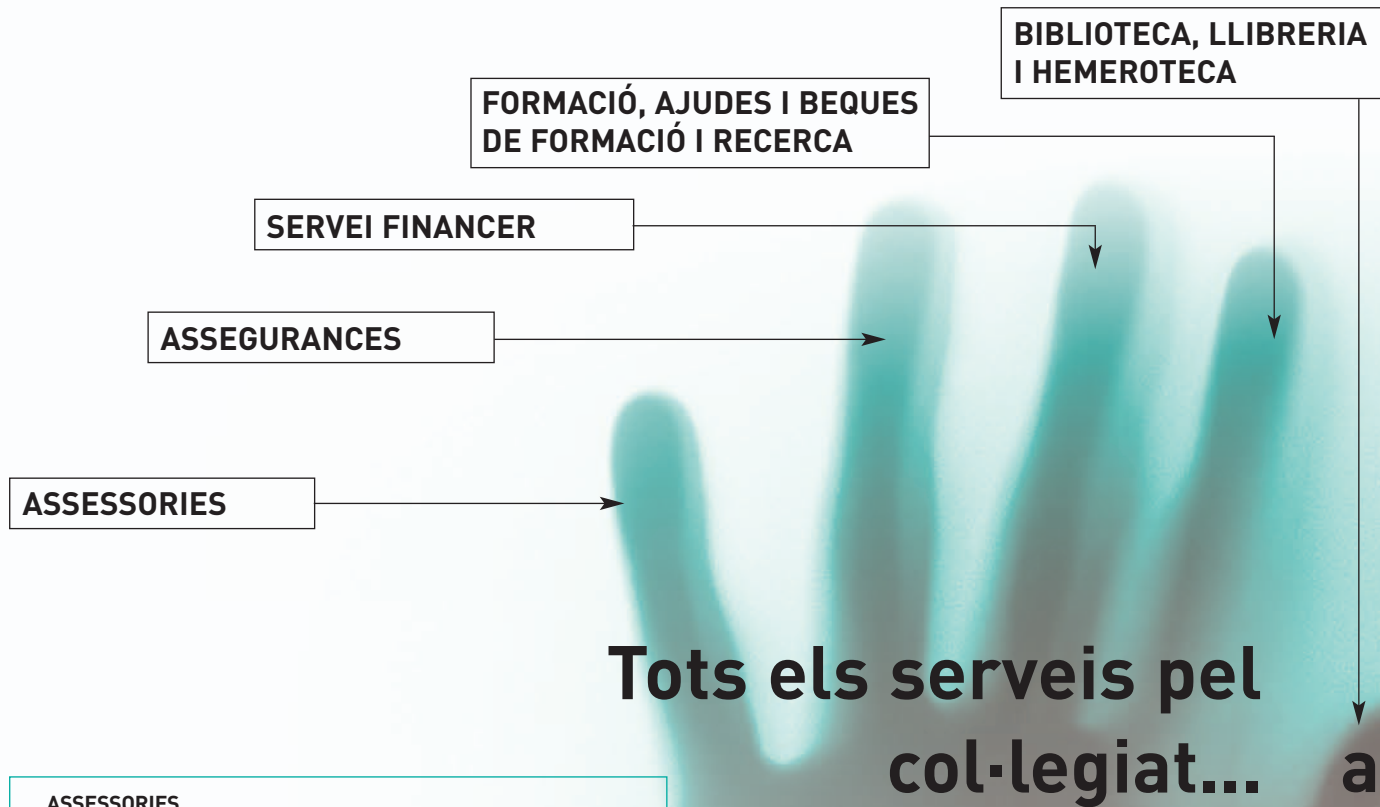 BIBLIOTECA, LLIBRERIA
I HEMEROTECA
FORMACIÓ, AJUDES I BEQUES
DE FORMACIÓ I RECERCA
SERVEI FINANCER
ASSEGURANCES
ASSESSORIES
Tots els serveis pel
col·legiat... a
ASSESSORIES